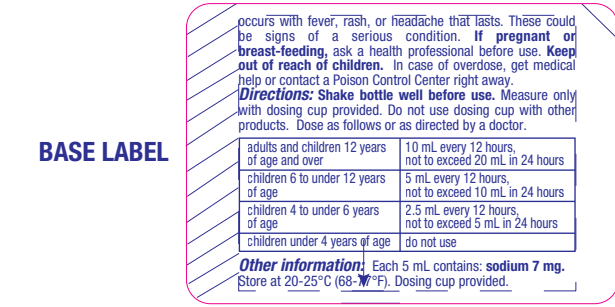 occurs with fever, rash, or headache that lasts. These could
be signs of a serious condition. If pregnant or
breast-feeding, ask a health professional before use. Keep
out of reach of children. In case of overdose, get medical
help or contact a Poison Control Center right away.
Directions: Shake bottle well before use. Measure only
with dosing cup provided. Do not use dosing cup with other
products. Dose as follows or as directed by a doctor.
BASE LABEL
adults and children 12 years of age and over
10 mL every 12 hours,
not to exceed 20 mL in 24 hours
children 6 to under 12 years of age
5 mL every 12 hours,
not to exceed 10 mL in 24 hours
children 4 to under 6 years of age
2.5 mL every 12 hours,
not to exceed 5 mL in 24 hours
children under 4 years of age
do not use
Other information: Each 5 mL contains: sodium 7 mg.
Store at 20-25°C (68-77°F). Dosing cup provided.